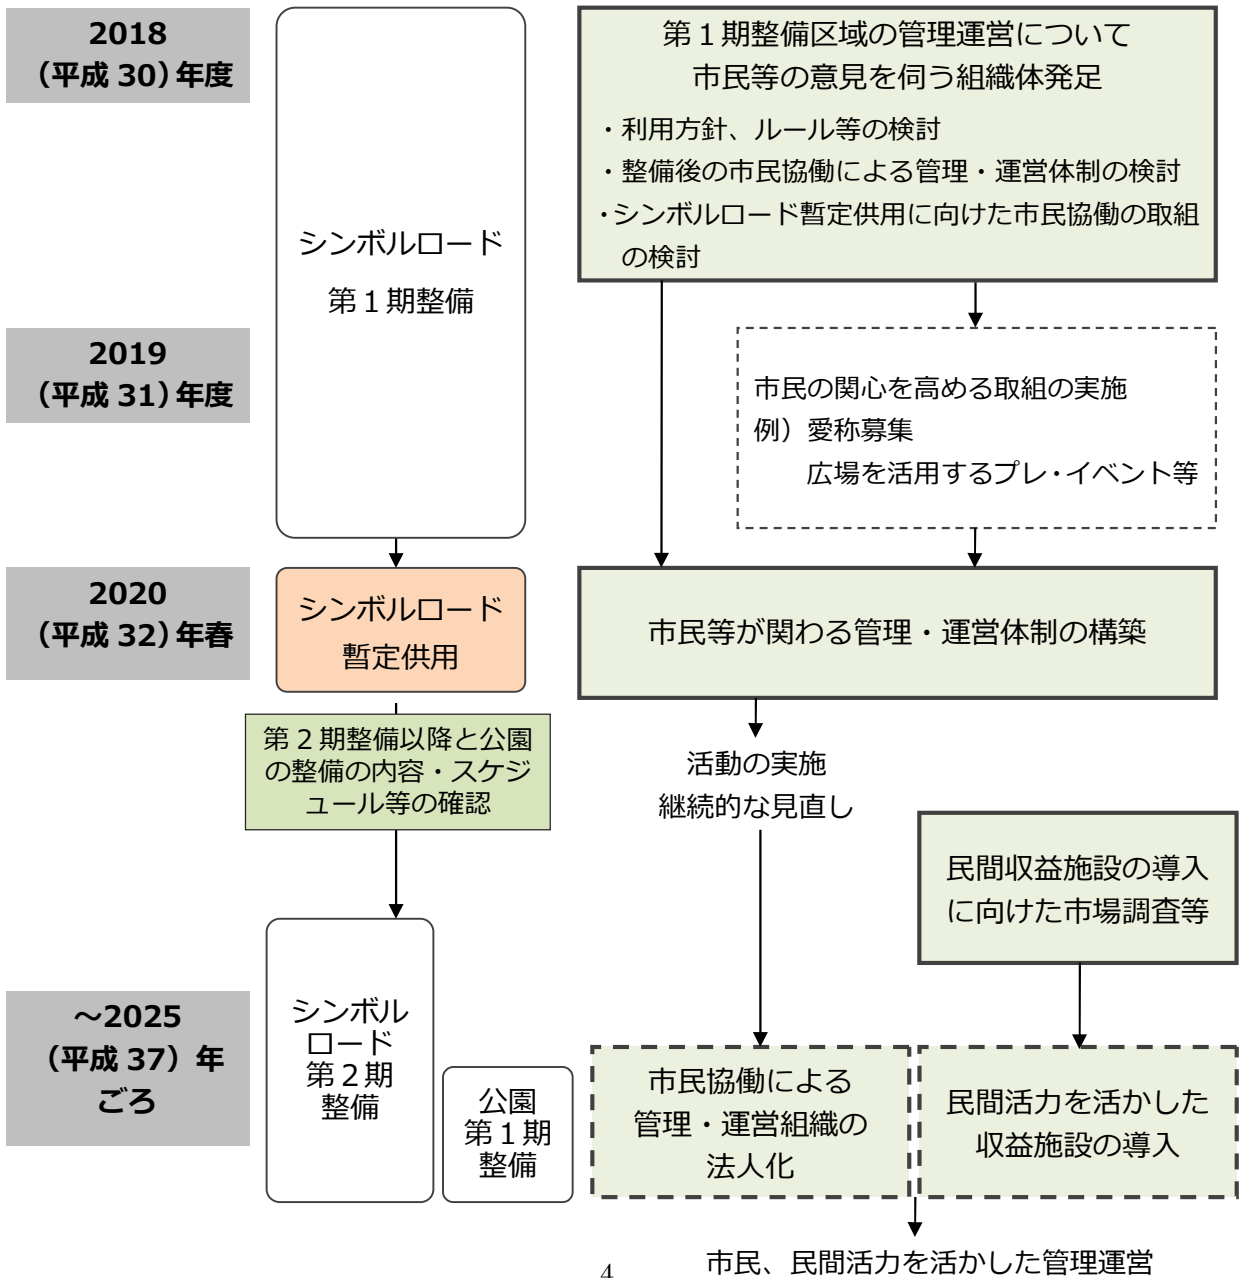 2018
（平成 30）年度
第１期整備区域の管理運営について
市民等の意見を伺う組織体発足
・利用方針、ルール等の検討
・整備後の市民協働による管理・運営体制の検討
・シンボルロード暫定供用に向けた市民協働の取組
の検討
シンボルロード
第１期整備
2019
（平成 31）年度
市民の関心を高める取組の実施
例）愛称募集
広場を活用するプレ・イベント等
2020
（平成 32）年春
シンボルロード
暫定供用
市民等が関わる管理・運営体制の構築
第２期整備以降と公園
の整備の内容・スケジ
ュール等の確認
活動の実施
継続的な見直し
民間収益施設の導入
に向けた市場調査等
～2025
（平成 37）年
ごろ
シンボル
ロード
第２期
整備
公園
第１期
整備
市民協働による
管理・運営組織の
法人化
民間活力を活かした
収益施設の導入
市民、民間活力を活かした管理運営
4